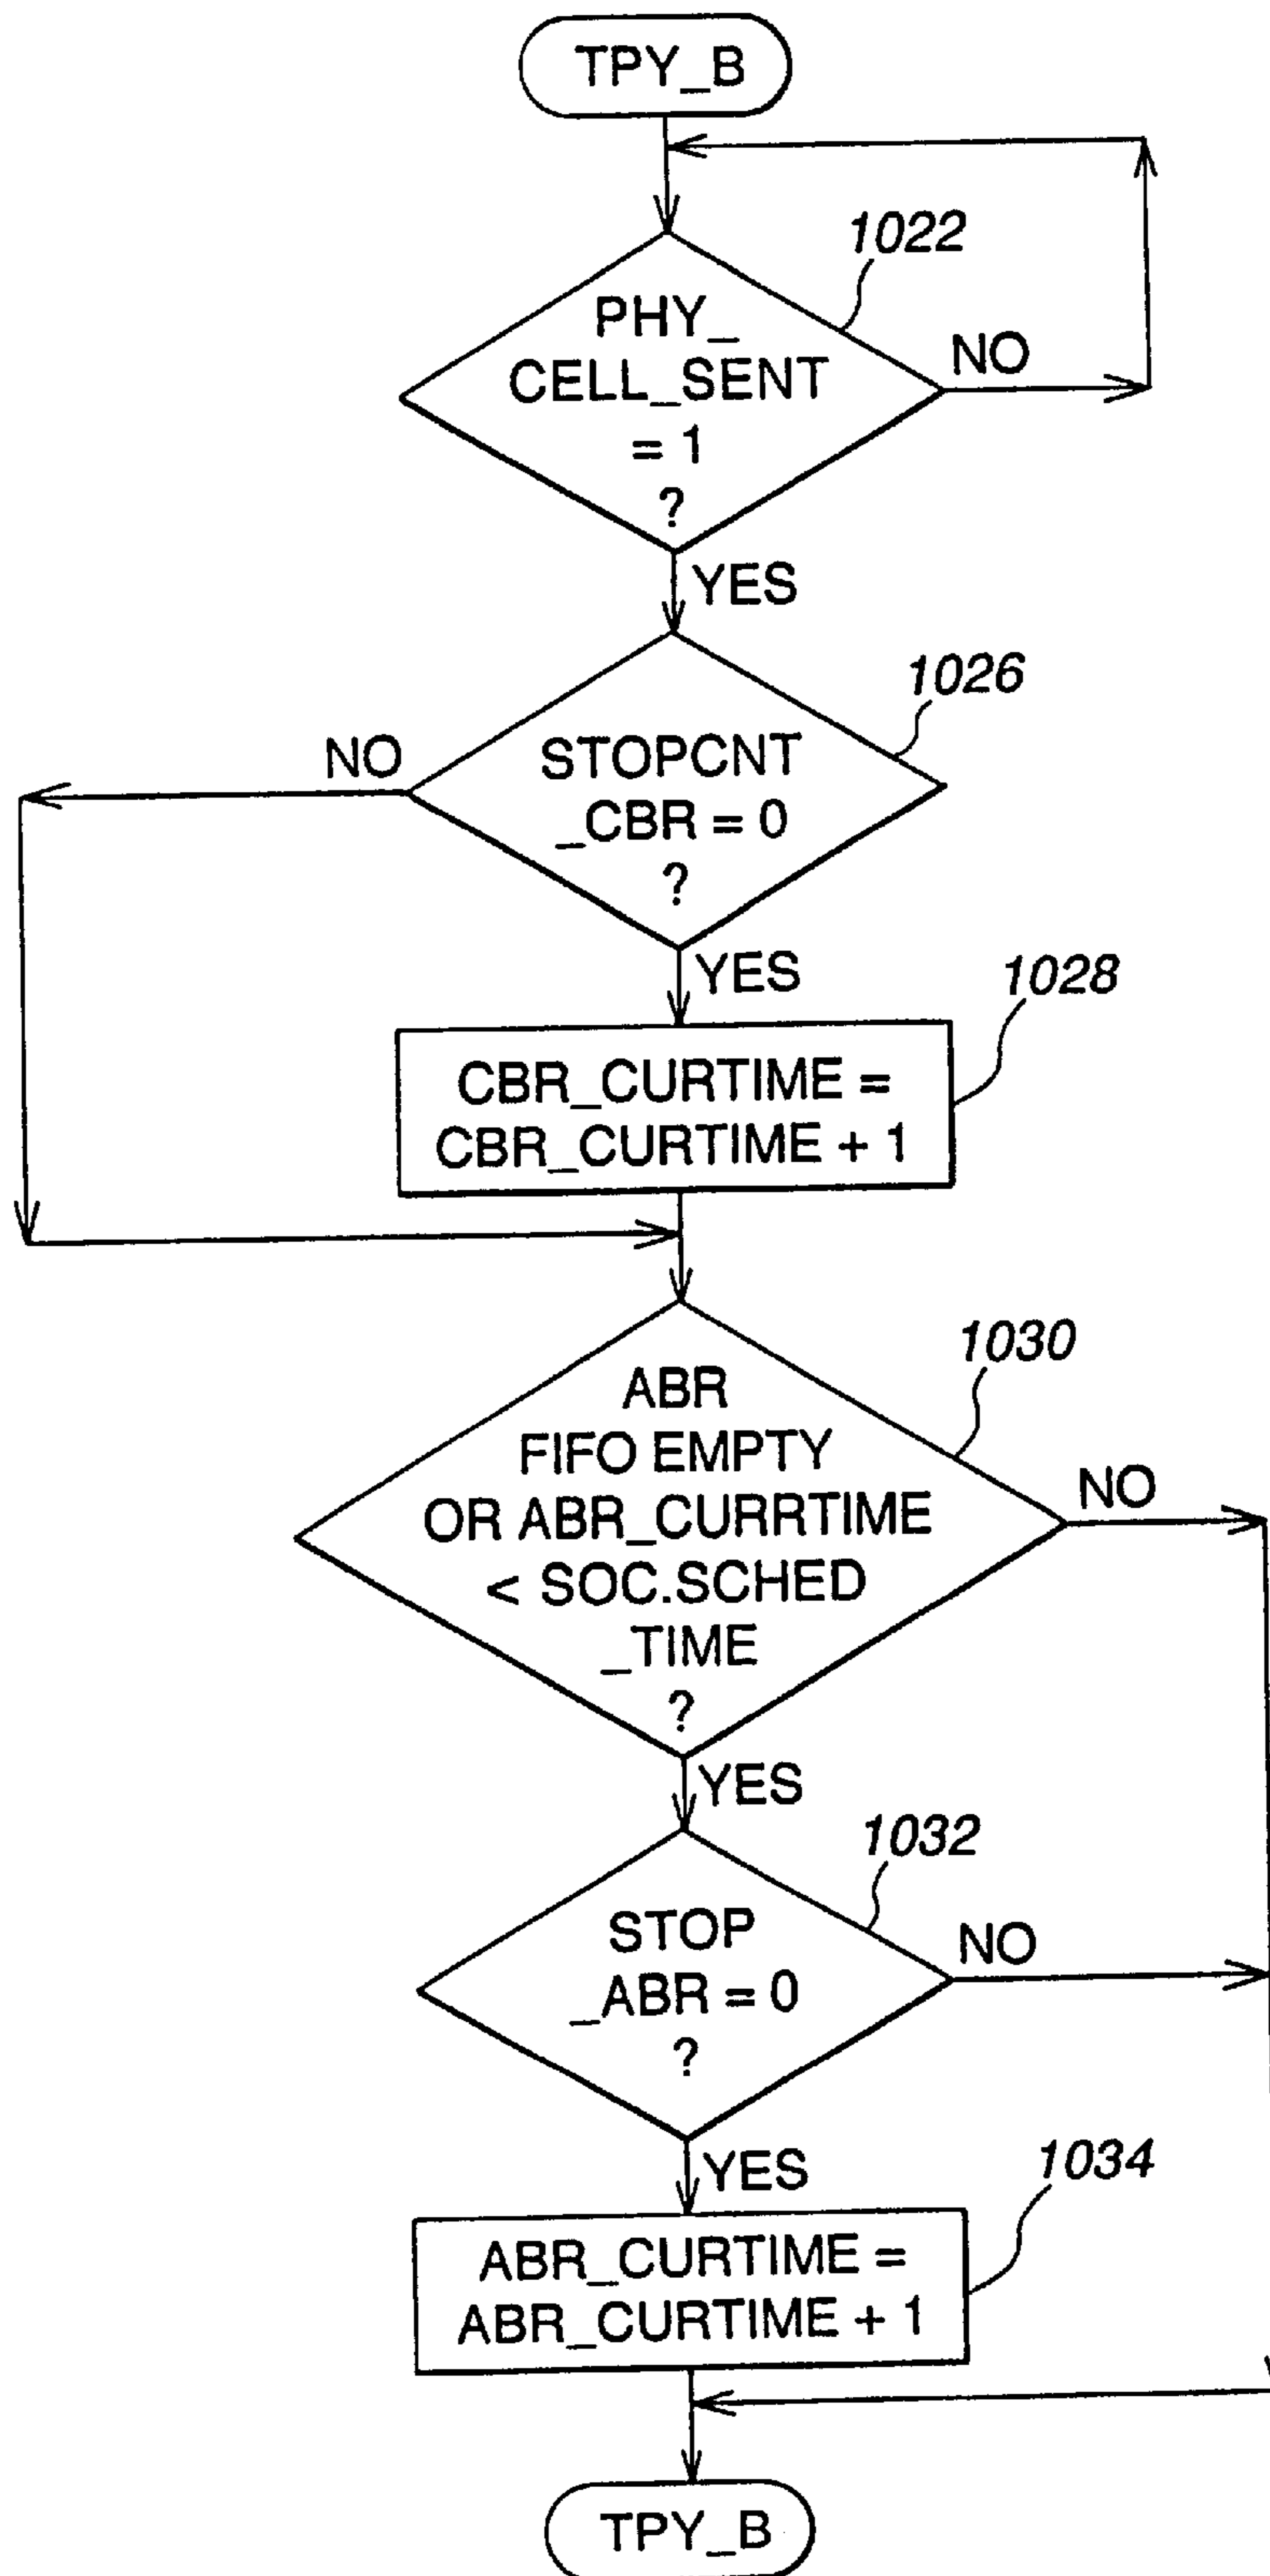 TPY_B
1022
PHY_
CELL_SENT
= 1
?
NO
YES
1026
STOPCNT
_CBR = 0
?
NO
YES
1028
CBR_CURTIME =
CBR_CURTIME + 1
1030
ABR
FIFO EMPTY
OR ABR_CURRTIME
< SOC.SCHED
_TIME
?
NO
YES
1032
STOP
_ABR = 0
?
NO
YES
1034
ABR_CURTIME =
ABR_CURTIME + 1
TPY_B